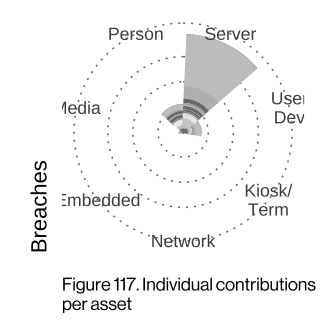 Person
Server
Media
User
Dev
Embedded
Kiosk/
Term
Network
Breaches
Figure 117. Individual contributions
per asset